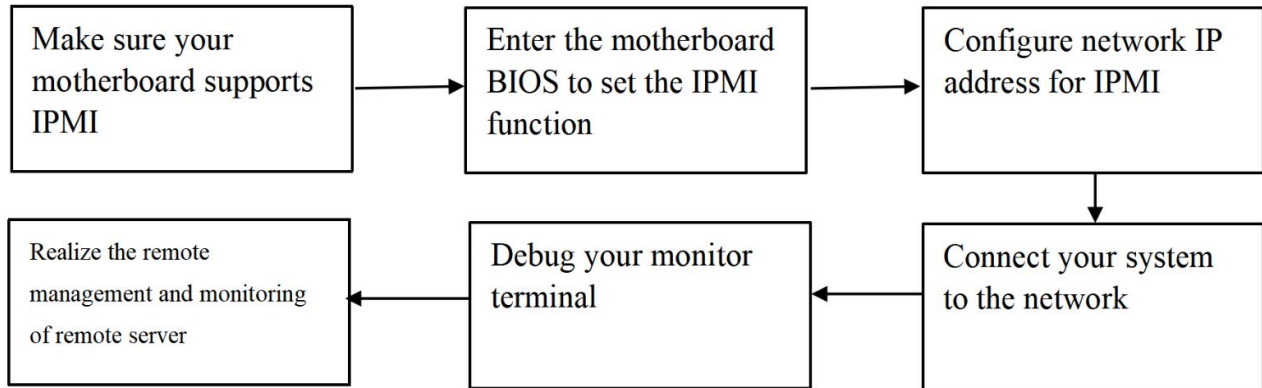 Make sure your
motherboard supports
IPMI
Enter the motherboard
BIOS to set the IPMI
function
Configure network IP
address for IPMI
Connect your system
to the network
Debug your monitor
terminal
Realize the remote
management and monitoring
of remote server